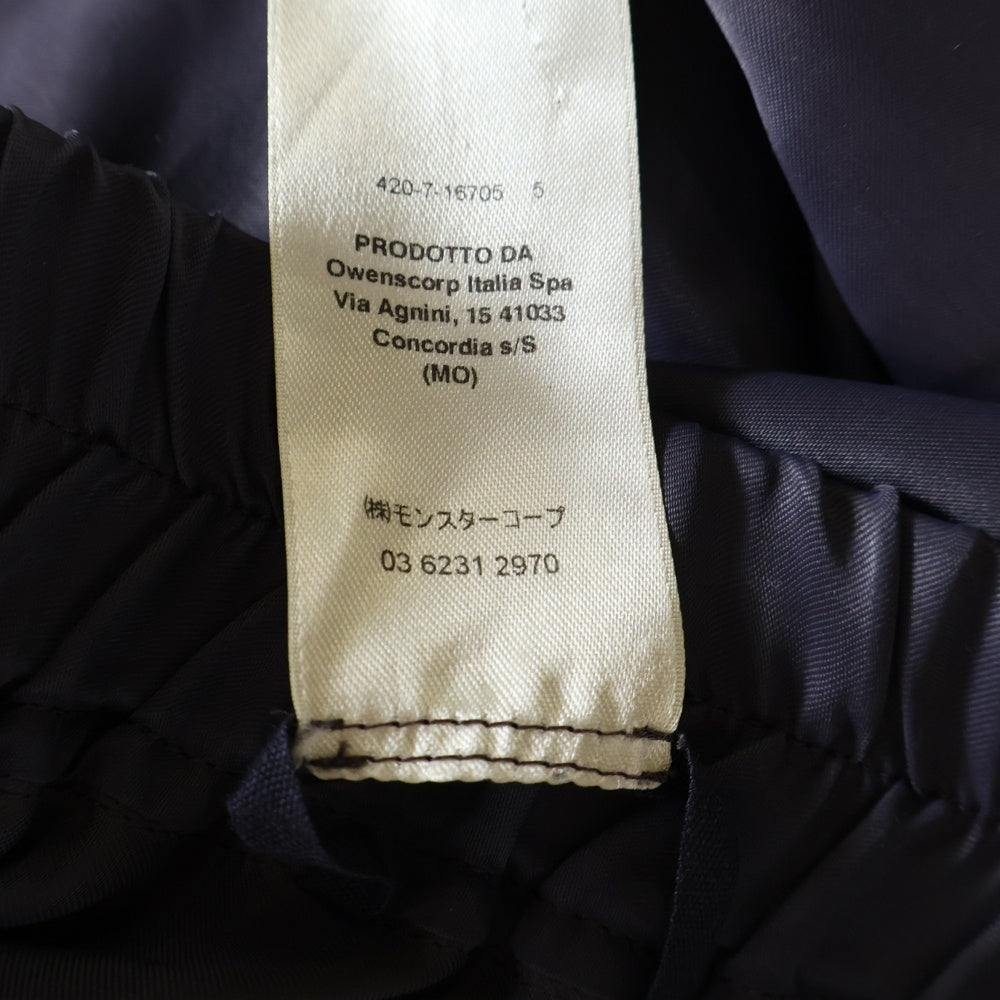 420-7-16705 5
PRODOTTO DA
Owenscorp Italia Spa
Via Agnini, 15 41033
Concordia s/S
(MO)
㈱モンスターコープ
03 6231 2970